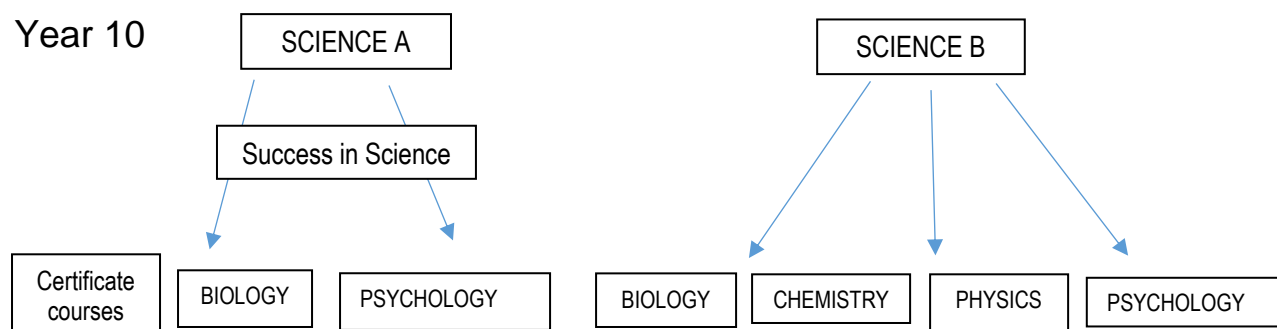 Year 10
SCIENCE A
SCIENCE B
Success in Science
Certificate
courses
BIOLOGY
PSYCHOLOGY
BIOLOGY
CHEMISTRY
PHYSICS
PSYCHOLOGY